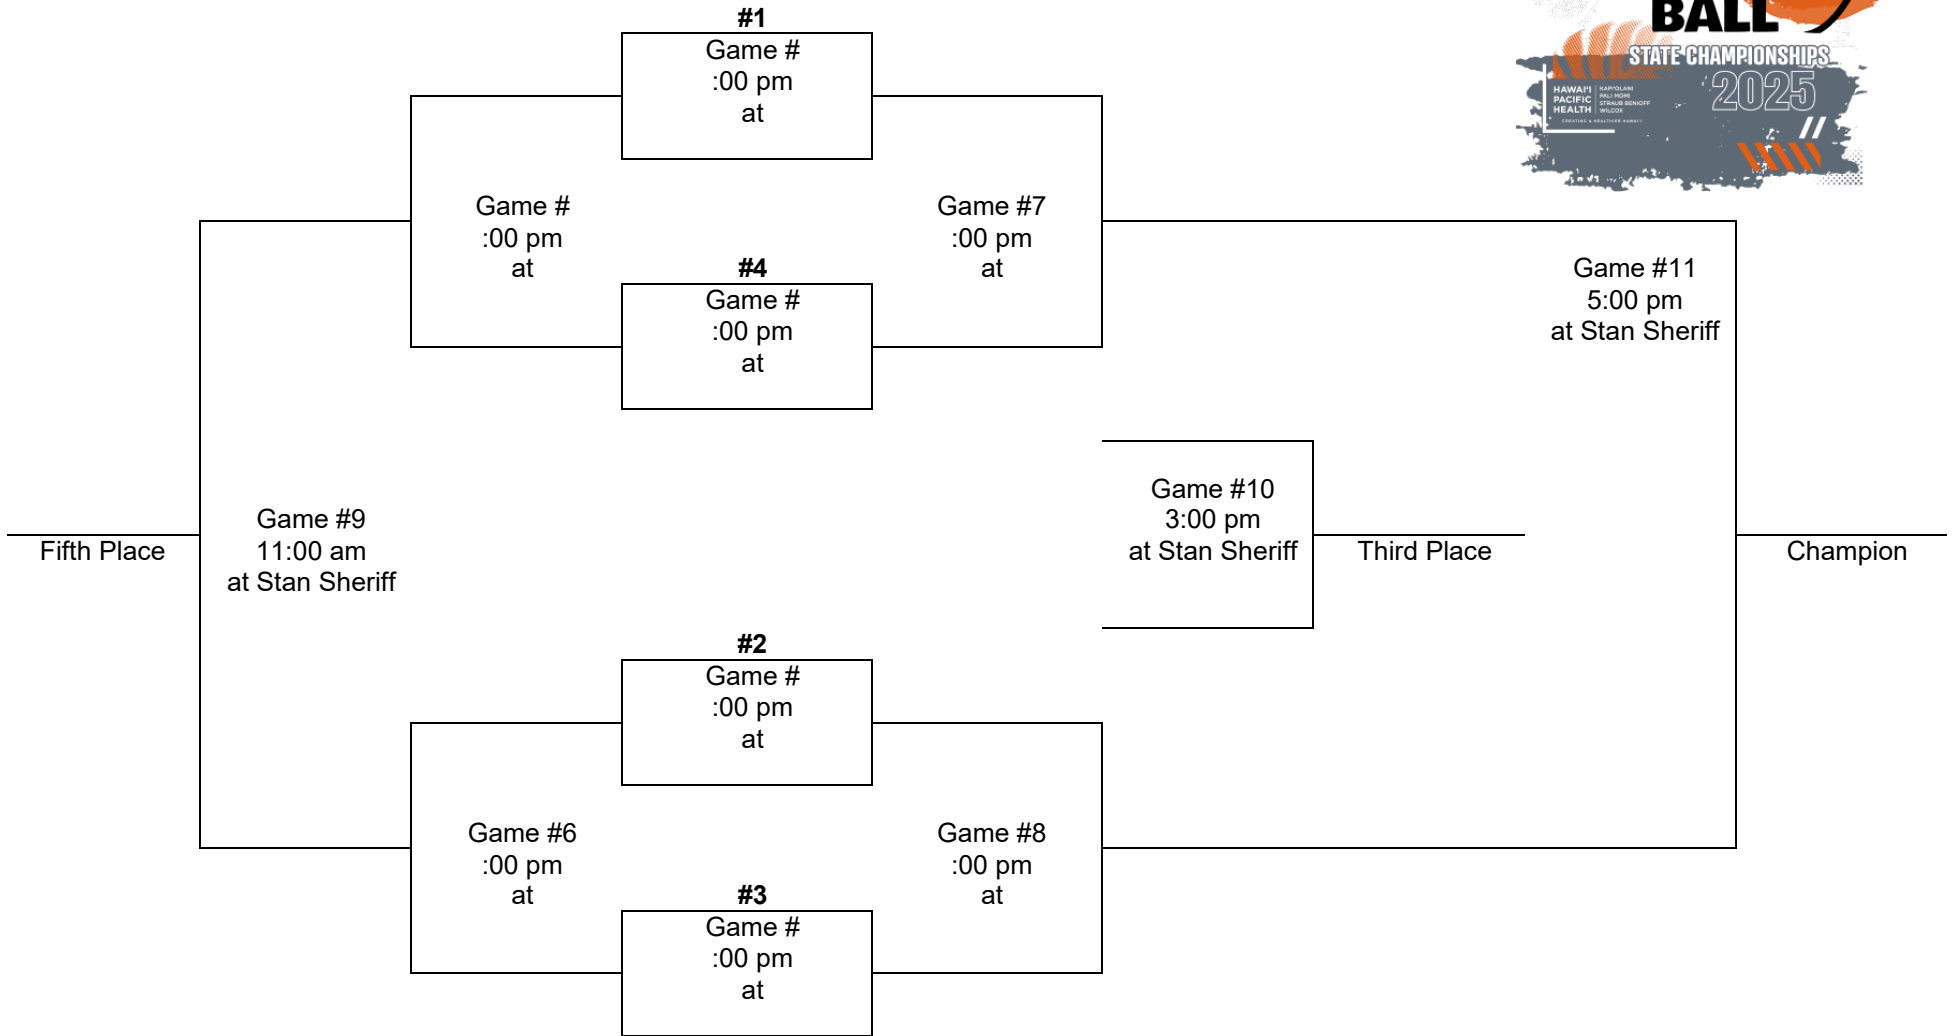 BALL
STATE CHAMPIONSHIPS
2025
HAWAI'I
PACIFIC
HEALTH
KAPI'OLANI
PALI MOMI
STRAUB BENIOFF
WILCOX
CREATING A HEALTHIER HAWAI'I
#1
Game #
:00 pm
at
Game #
:00 pm
at
Game #7
:00 pm
at
#4
Game #
:00 pm
at
Game #11
5:00 pm
at Stan Sheriff
Game #9
11:00 am
at Stan Sheriff
Fifth Place
Game #10
3:00 pm
at Stan Sheriff
Third Place
Champion
#2
Game #
:00 pm
at
Game #6
:00 pm
at
Game #8
:00 pm
at
#3
Game #
:00 pm
at